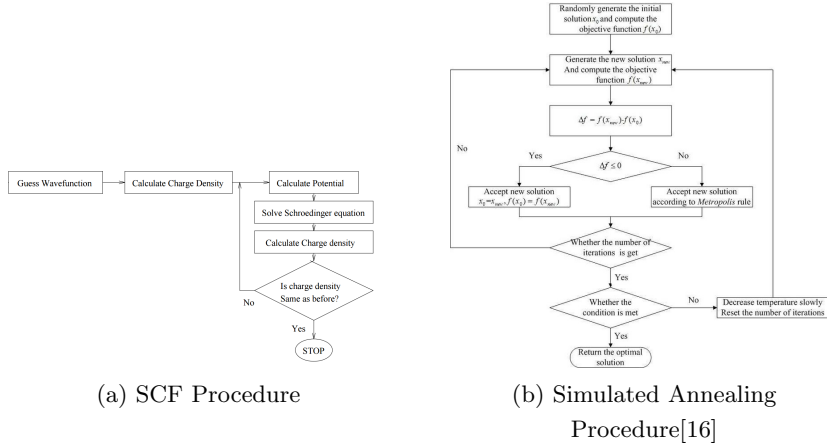 Guess Wavefunction
Calculate Charge Density
Calculate Potential
Solve Schroedinger equation
Calculate Charge density
Is charge density
Same as before?
No
Yes
STOP
(a) SCF Procedure
Randomly generate the initial
solution x₀ and compute the
objective function f(x₀)
Generate the new solution xₙₑw
And compute the objective
function f(xₙₑw)
Δf = f(xₙₑw)-f(x₀)
Δf ≤ 0
Yes
No
Accept new solution
x₀=xₙₑw, f(x₀) = f(xₙₑw)
Accept new solution
according to Metropolis rule
Whether the number of
iterations is get
No
Yes
Whether the
condition is met
No
Decrease temperature slowly
Reset the number of iterations
Yes
Return the optimal
solution
(b) Simulated Annealing
Procedure[16]